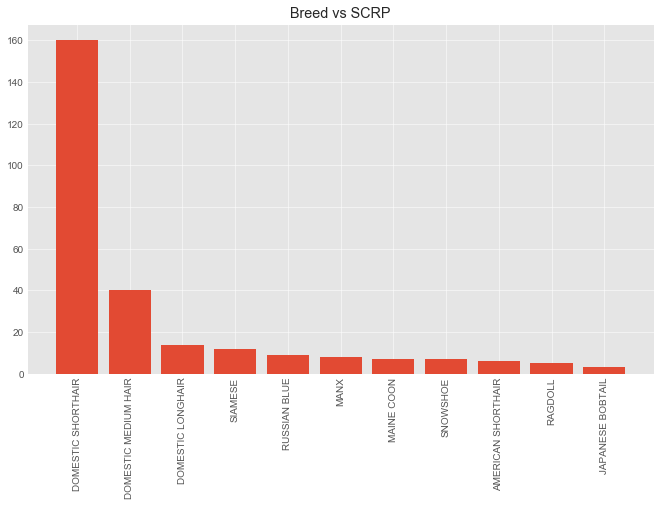 Breed vs SCRP
160
140
120
100
80
60
40
20
0
DOMESTIC SHORTHAIR
DOMESTIC MEDIUM HAIR
DOMESTIC LONGHAIR
SIAMESE
RUSSIAN BLUE
MANX
MAINE COON
SNOWSHOE
AMERICAN SHORTHAIR
RAGDOLL
JAPANESE BOBTAIL